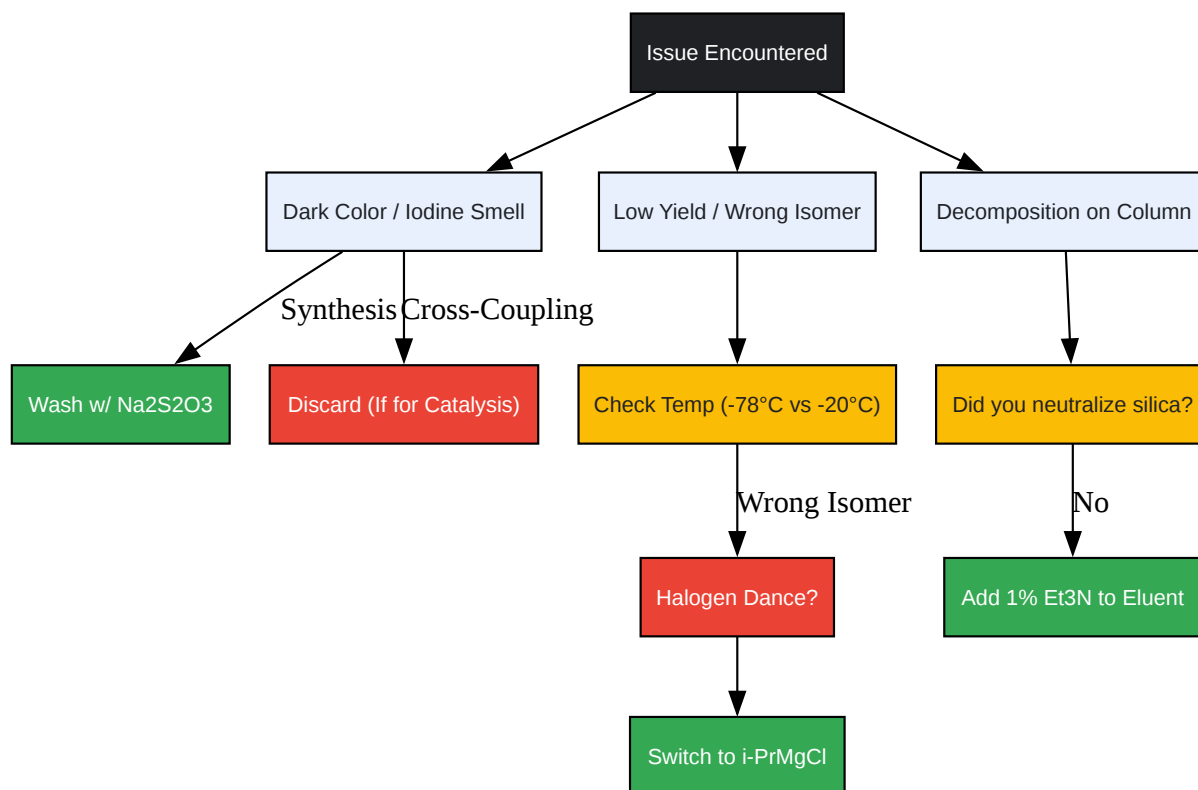 Issue Encountered
Dark Color / Iodine Smell
Low Yield / Wrong Isomer
Decomposition on Column
Synthesis
Cross-Coupling
Wash w/ Na2S2O3
Discard (If for Catalysis)
Check Temp (-78°C vs -20°C)
Did you neutralize silica?
Wrong Isomer
No
Halogen Dance?
Add 1% Et3N to Eluent
Switch to i-PrMgCl